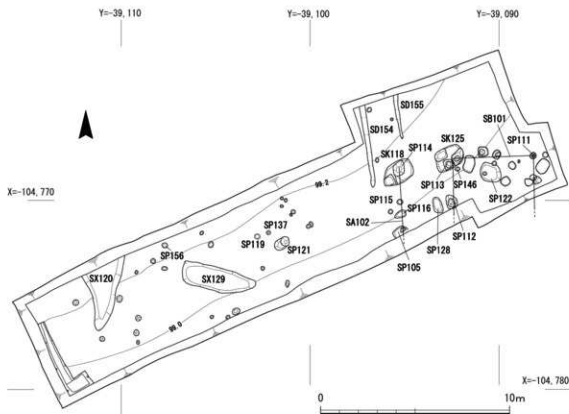 Y=-39,110
Y=-39,100
Y=-39,090
SD155
SD154
SB101
SK125
SP111
SP114
SK118
X=-104,770
99.2
SP113
SP146
SP122
SP115
SP116
SA102
SP137
SP119
SP121
SP128
SP112
SP105
SP156
SX120
SX129
99.0
X=-104,780
0
10m